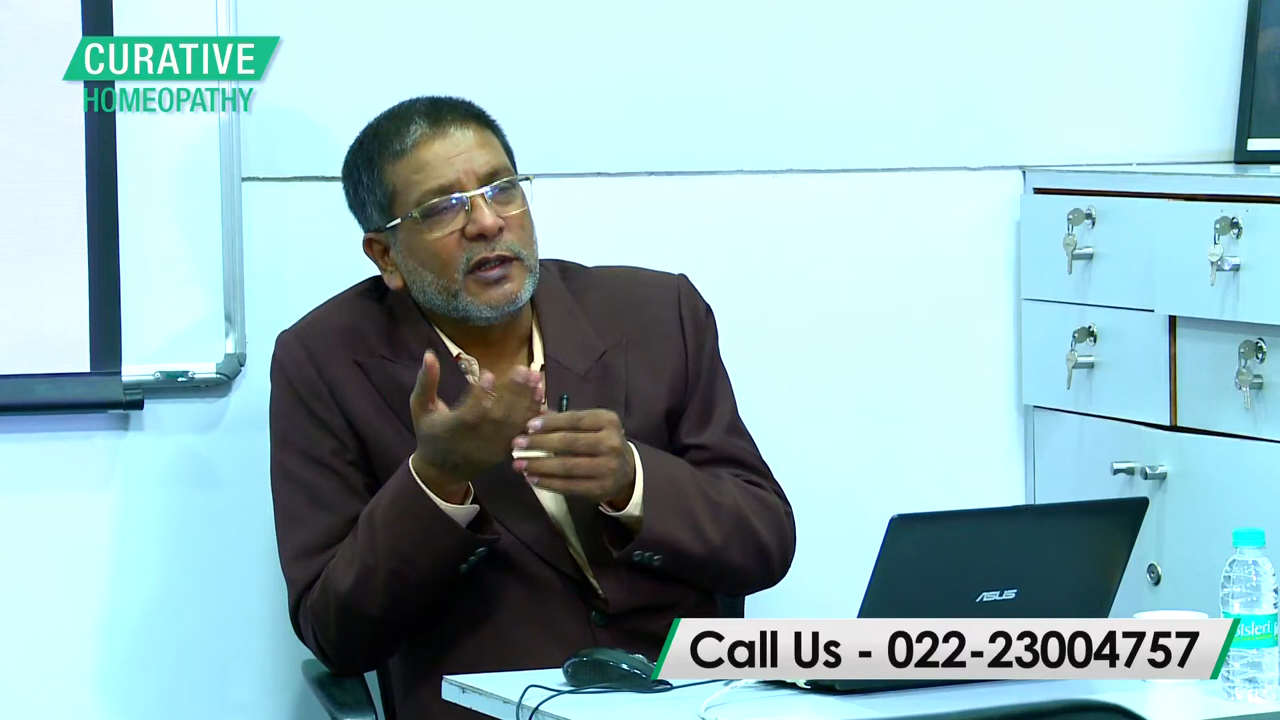 CURATIVE
HOMEOPATHY
ASUS
Bisleri
Call Us - 022-23004757